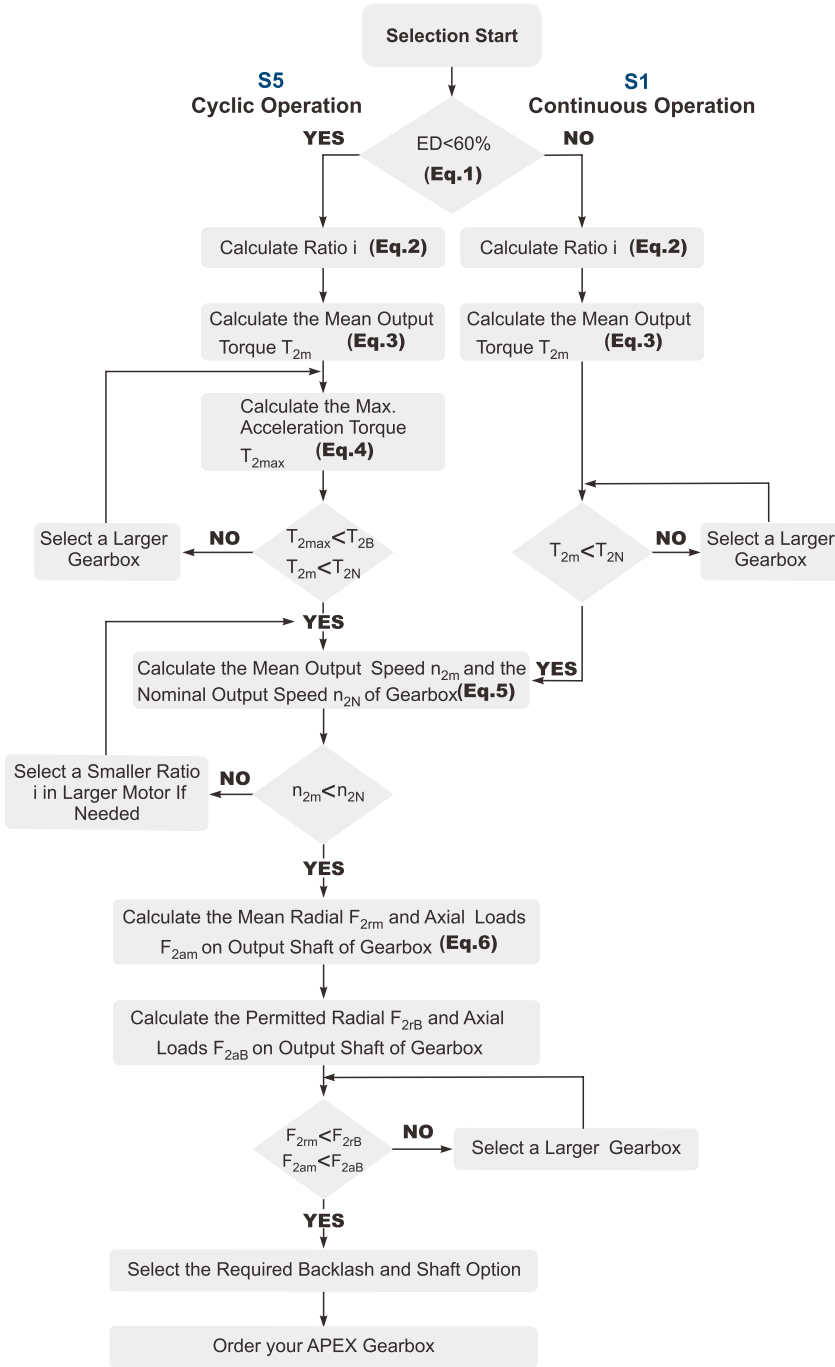 Selection Start
S5
Cyclic Operation
S1
Continuous Operation
YES
NO
ED<60%
(Eq.1)
Calculate Ratio i (Eq.2)
Calculate Ratio i (Eq.2)
Calculate the Mean Output
Torque T2m (Eq.3)
Calculate the Mean Output
Torque T2m (Eq.3)
Calculate the Max.
Acceleration Torque
T2max (Eq.4)
Select a Larger
Gearbox
NO
T2max<T2B
T2m<T2N
T2m<T2N
NO
Select a Larger
Gearbox
YES
Calculate the Mean Output Speed n2m and the
Nominal Output Speed n2N of Gearbox(Eq.5)
YES
Select a Smaller Ratio
i in Larger Motor If
Needed
NO
n2m<n2N
YES
Calculate the Mean Radial F2rm and Axial Loads
F2am on Output Shaft of Gearbox (Eq.6)
Calculate the Permitted Radial F2rB and Axial
Loads F2aB on Output Shaft of Gearbox
F2rm<F2rB
F2am<F2aB
NO
Select a Larger Gearbox
YES
Select the Required Backlash and Shaft Option
Order your APEX Gearbox